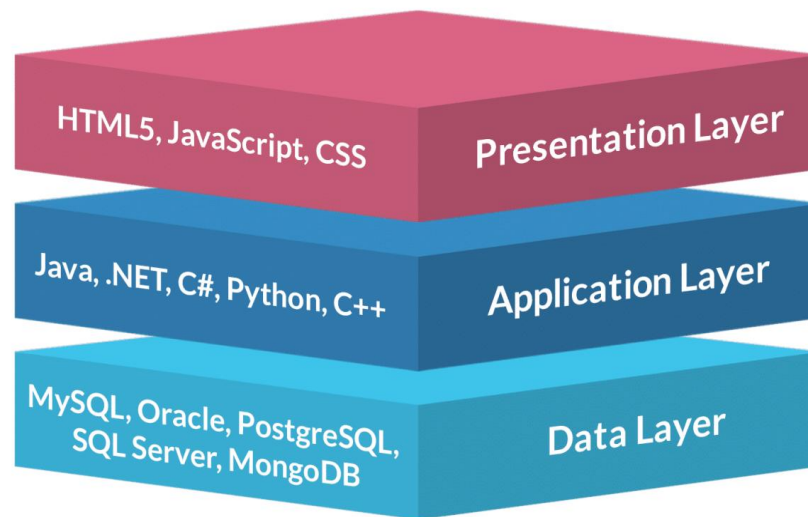 HTML5, JavaScript, CSS
Presentation Layer
Java, .NET, C#, Python, C++
Application Layer
MySQL, Oracle, PostgreSQL,
SQL Server, MongoDB
Data Layer